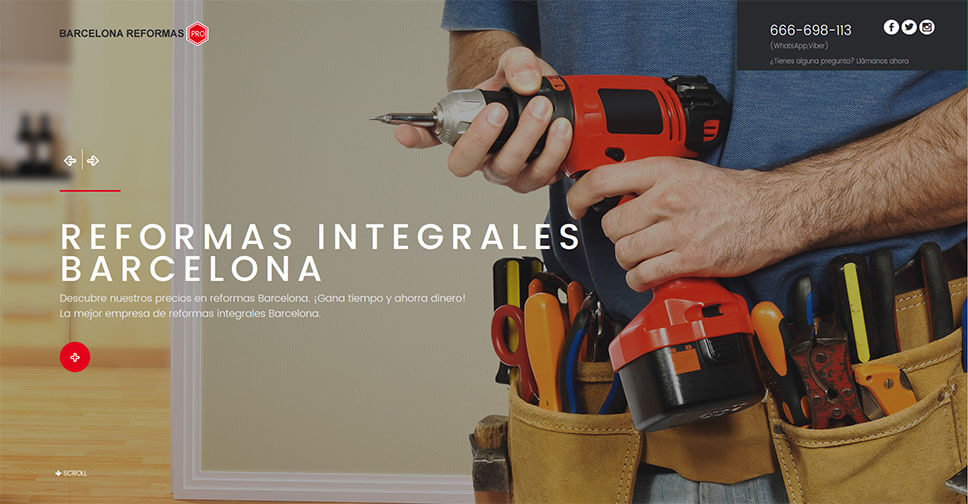 BARCELONA REFORMAS PRO
666-698-113
(WhatsApp,Viber)
¿Tienes alguna pregunta? Llámanos ahora
REFORMAS INTEGRALES
BARCELONA
Descubre nuestros precios en reformas Barcelona. ¡Gana tiempo y ahorra dinero!
La mejor empresa de reformas integrales Barcelona.
SCROLL